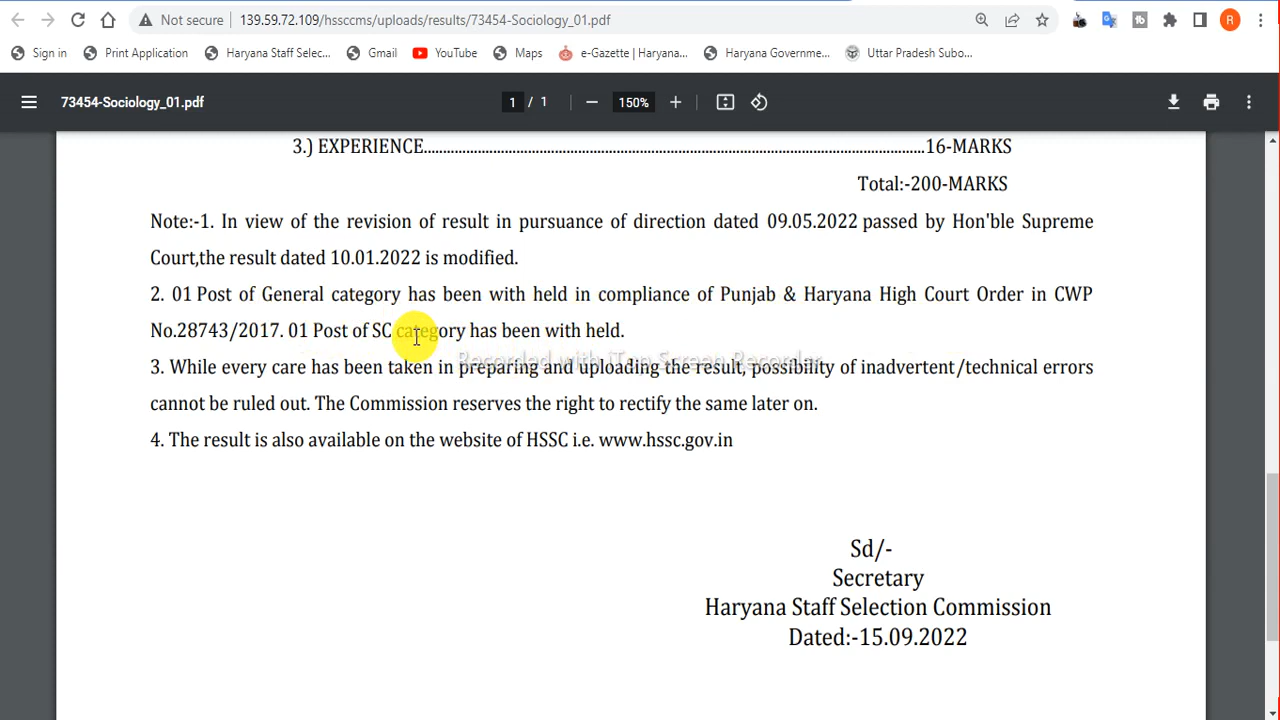 Not secure 139.59.72.109/hssccms/uploads/results/73454-Sociology_01.pdf R
Sign in Print Application Haryana Staff Selec... Gmail YouTube Maps e-Gazette | Haryana... Haryana Governme... Uttar Pradesh Subo...
73454-Sociology_01.pdf 1 / 1 150%
3.) EXPERIENCE....................................................................................................................................16-MARKS
Total:-200-MARKS
Note:-1. In view of the revision of result in pursuance of direction dated 09.05.2022 passed by Hon'ble Supreme
Court,the result dated 10.01.2022 is modified.
2. 01 Post of General category has been with held in compliance of Punjab & Haryana High Court Order in CWP
No.28743/2017. 01 Post of SC category has been with held.
Recorded with iTop Screen Recorder
3. While every care has been taken in preparing and uploading the result, possibility of inadvertent/technical errors
cannot be ruled out. The Commission reserves the right to rectify the same later on.
4. The result is also available on the website of HSSC i.e. www.hssc.gov.in
Sd/-
Secretary
Haryana Staff Selection Commission
Dated:-15.09.2022